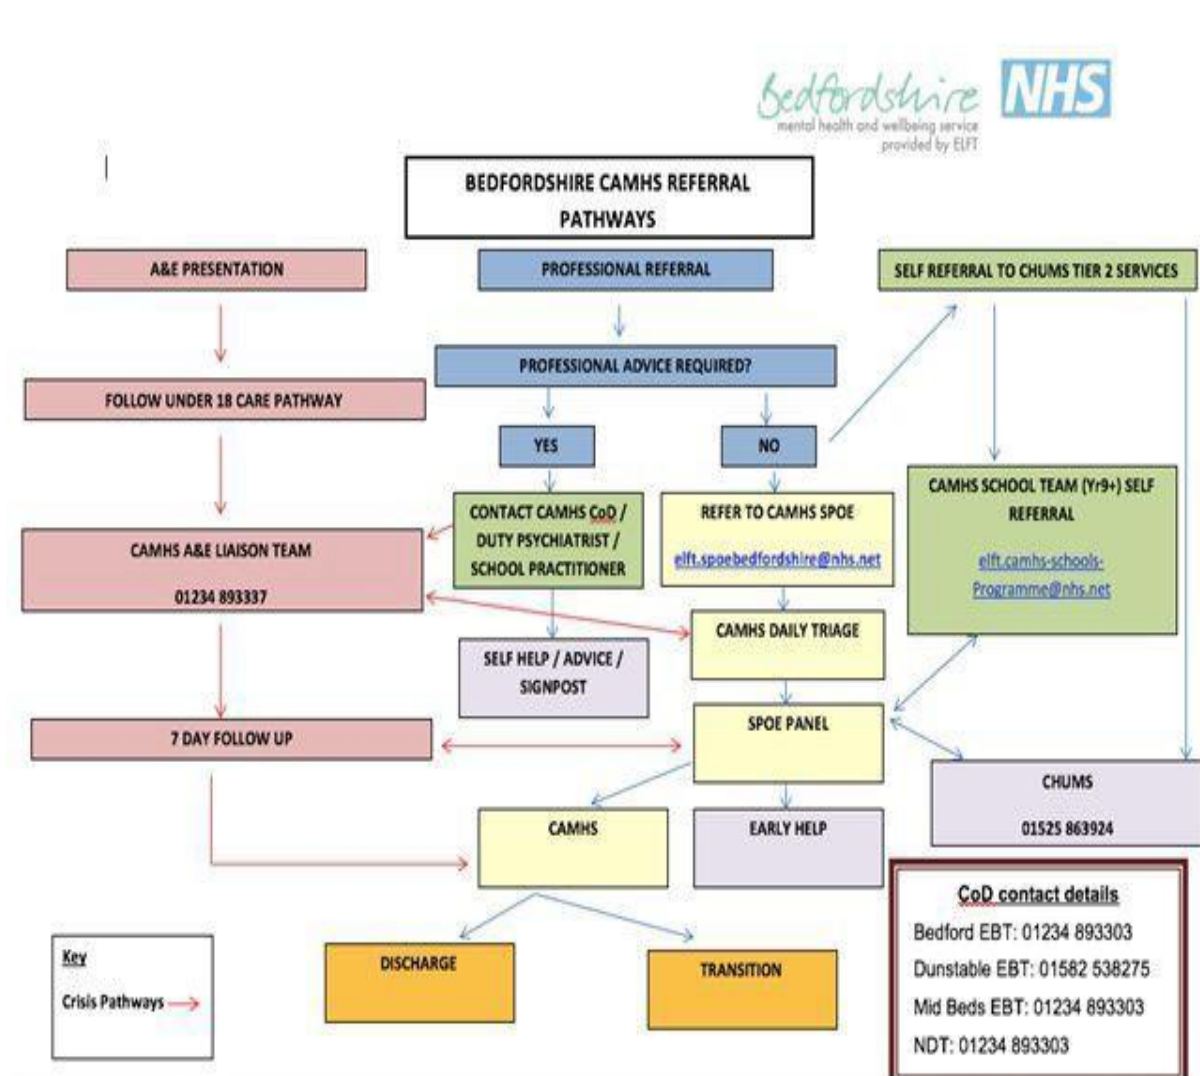 Bedfordshire
mental health and wellbeing service
provided by ELFT
NHS
BEDFORDSHIRE CAMHS REFERRAL
PATHWAYS
A&E PRESENTATION
PROFESSIONAL REFERRAL
SELF REFERRAL TO CHUMS TIER 2 SERVICES
PROFESSIONAL ADVICE REQUIRED?
FOLLOW UNDER 18 CARE PATHWAY
YES
NO
CONTACT CAMHS CoD /
DUTY PSYCHIATRIST /
SCHOOL PRACTITIONER
REFER TO CAMHS SPOE
elft.spoebedfordshire@nhs.net
CAMHS SCHOOL TEAM (Yr9+) SELF
REFERRAL
elft.camhs-schools-
Programme@nhs.net
CAMHS A&E LIAISON TEAM
01234 893337
CAMHS DAILY TRIAGE
SELF HELP / ADVICE /
SIGNPOST
7 DAY FOLLOW UP
SPOE PANEL
CHUMS
01525 863924
CAMHS
EARLY HELP
DISCHARGE
TRANSITION
Key
Crisis Pathways
CoD contact details
Bedford EBT: 01234 893303
Dunstable EBT: 01582 538275
Mid Beds EBT: 01234 893303
NDT: 01234 893303